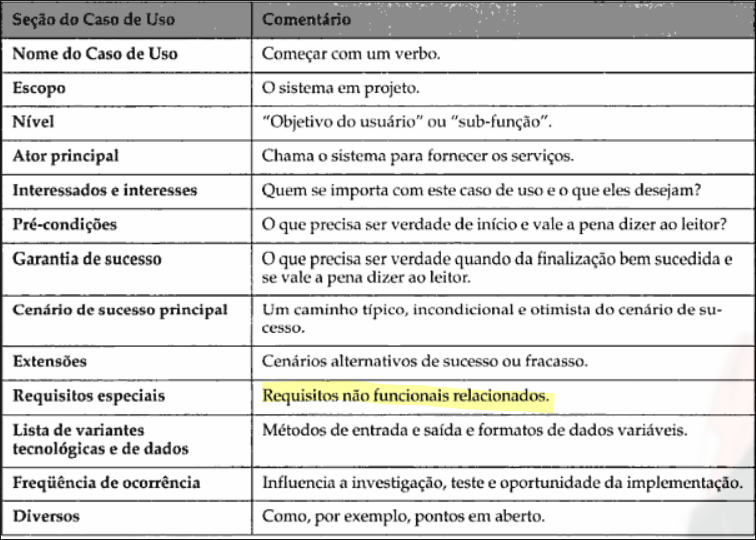 Seção do Caso de Uso Comentário
Nome do Caso de Uso Começar com um verbo.
Escopo O sistema em projeto.
Nível "Objetivo do usuário" ou "sub-função".
Ator principal Chama o sistema para fornecer os serviços.
Interessados e interesses Quem se importa com este caso de uso e o que eles desejam?
Pré-condições O que precisa ser verdade de início e vale a pena dizer ao leitor?
Garantia de sucesso O que precisa ser verdade quando da finalização bem sucedida e
se vale a pena dizer ao leitor.
Cenário de sucesso principal Um caminho típico, incondicional e otimista do cenário de su-
cesso.
Extensões Cenários alternativos de sucesso ou fracasso.
Requisitos especiais Requisitos não funcionais relacionados.
Lista de variantes Métodos de entrada e saída e formatos de dados variáveis.
tecnológicas e de dados
Freqüência de ocorrência Influencia a investigação, teste e oportunidade da implementação.
Diversos Como, por exemplo, pontos em aberto.